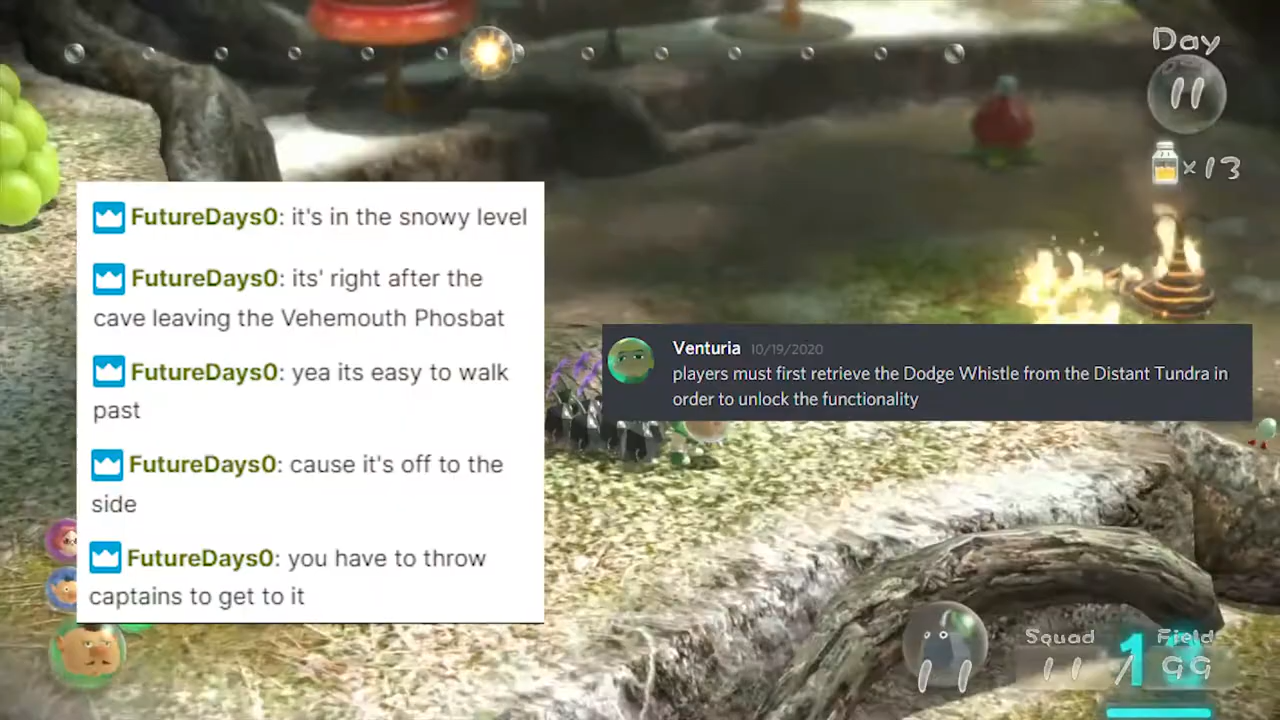 Day
11
×13
FutureDays0: it's in the snowy level
FutureDays0: its' right after the
cave leaving the Vehemouth Phosbat
FutureDays0: yea its easy to walk
past
FutureDays0: cause it's off to the
side
FutureDays0: you have to throw
captains to get to it
Venturia 10/19/2020
players must first retrieve the Dodge Whistle from the Distant Tundra in
order to unlock the functionality
Squad
Field
11
11 / 99